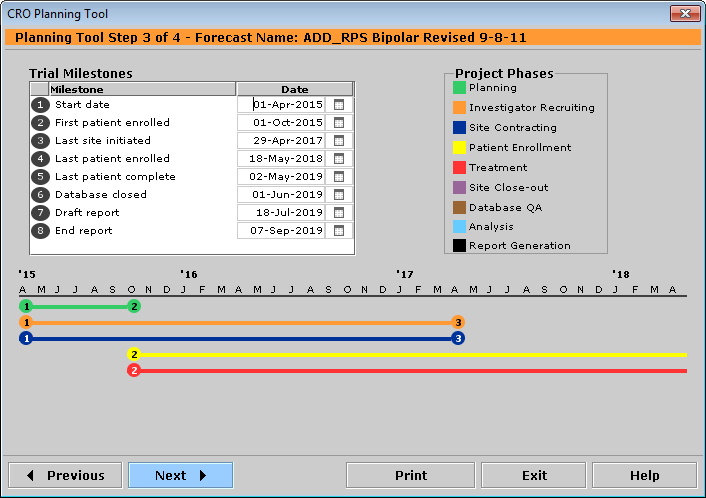 CRO Planning Tool
Planning Tool Step 3 of 4 - Forecast Name: ADD_RPS Bipolar Revised 9-8-11
Trial Milestones
Milestone Date
1 Start date 01-Apr-2015
2 First patient enrolled 01-Oct-2015
3 Last site initiated 29-Apr-2017
4 Last patient enrolled 18-May-2018
5 Last patient complete 02-May-2019
6 Database closed 01-Jun-2019
7 Draft report 18-Jul-2019
8 End report 07-Sep-2019
Project Phases
Planning
Investigator Recruiting
Site Contracting
Patient Enrollment
Treatment
Site Close-out
Database QA
Analysis
Report Generation
'15 '16 '17 '18
A M J J A S O N D J F M A M J J A S O N D J F M A M J J A S O N D J F M A
1 2
1 3
1 3
2
2
Previous Next Print Exit Help